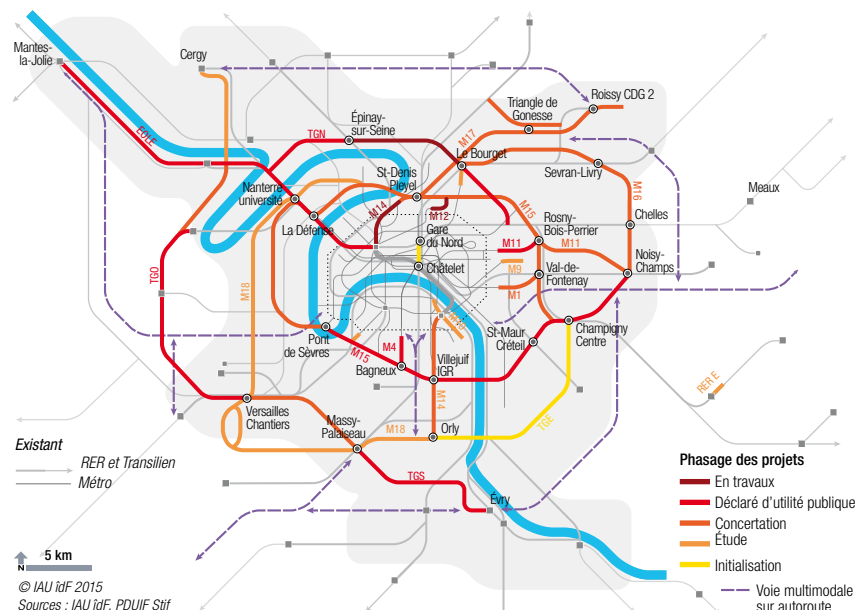 Mantes-
la-Jolie
Cergy
EOLE
TGN
Épinay-
sur-Seine
Triangle de
Gonesse
Roissy CDG 2
M17
Le Bourget
Sevran-Livry
M16
St-Denis
Pleyel
Nanterre
université
La Défense
M14
M12
M15
Gare
du Nord
Châtelet
Rosny-
Bois-Perrier
M11
M11
Chelles
Meaux
Noisy-
Champs
M9
Val-de-
Fontenay
M1
TGO
M18
Pont
de Sèvres
M15
M4
Bagneux
Villejuif
IGR
St-Maur
Créteil
Champigny
Centre
M14
TGE
RER E
Versailles
Chantiers
Massy-
Palaiseau
M18
Orly
TGS
Évry
Existant
RER et Transilien
Métro
5 km
N
© IAU îdF 2015
Sources : IAU îdF, PDUIF Stif
Phasage des projets
En travaux
Déclaré d'utilité publique
Concertation
Étude
Initialisation
Voie multimodale
sur autoroute